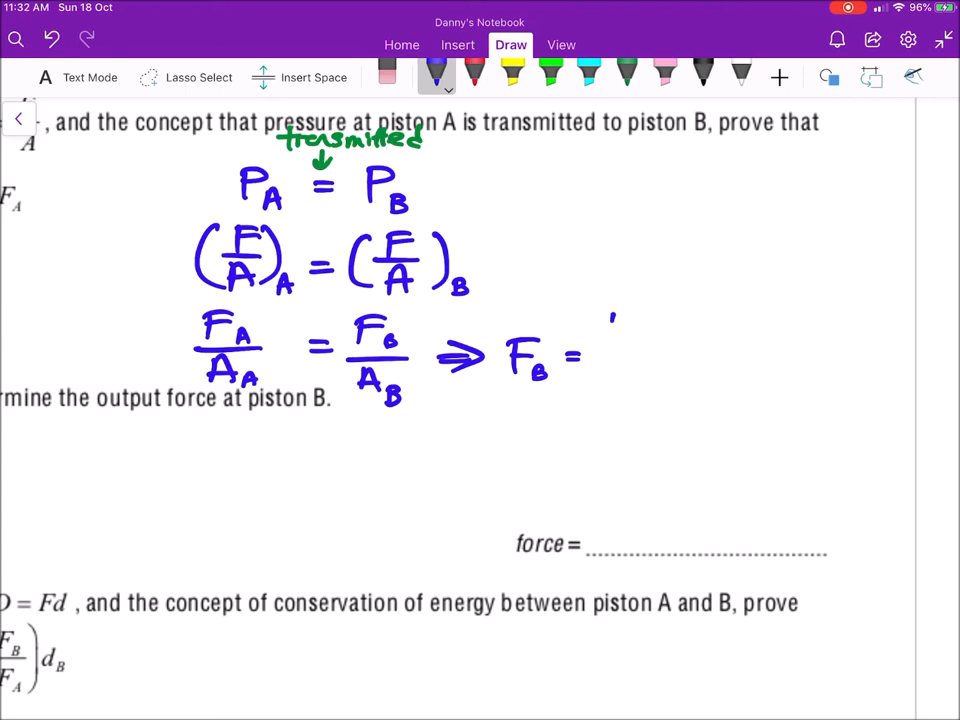 11:32 AM Sun 18 Oct
96%
Danny's Notebook
Home Insert Draw View
A Text Mode Lasso Select Insert Space
A , and the concept that pressure at piston A is transmitted to piston B, prove that
transmitted
F_A
P_A = P_B
(F/A)_A = (F/A)_B
F_A/A_A = F_B/A_B ⇒ F_B =
rmine the output force at piston B.
force = ........................................
= Fd , and the concept of conservation of energy between piston A and B, prove
F_B/F_A) d_B